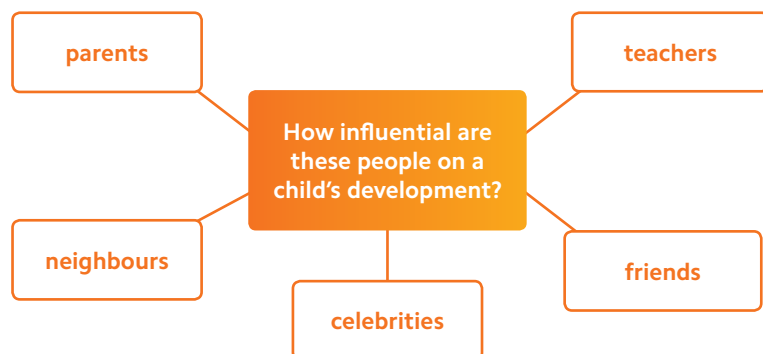 parents
teachers
How influential are
these people on a
child's development?
neighbours
friends
celebrities